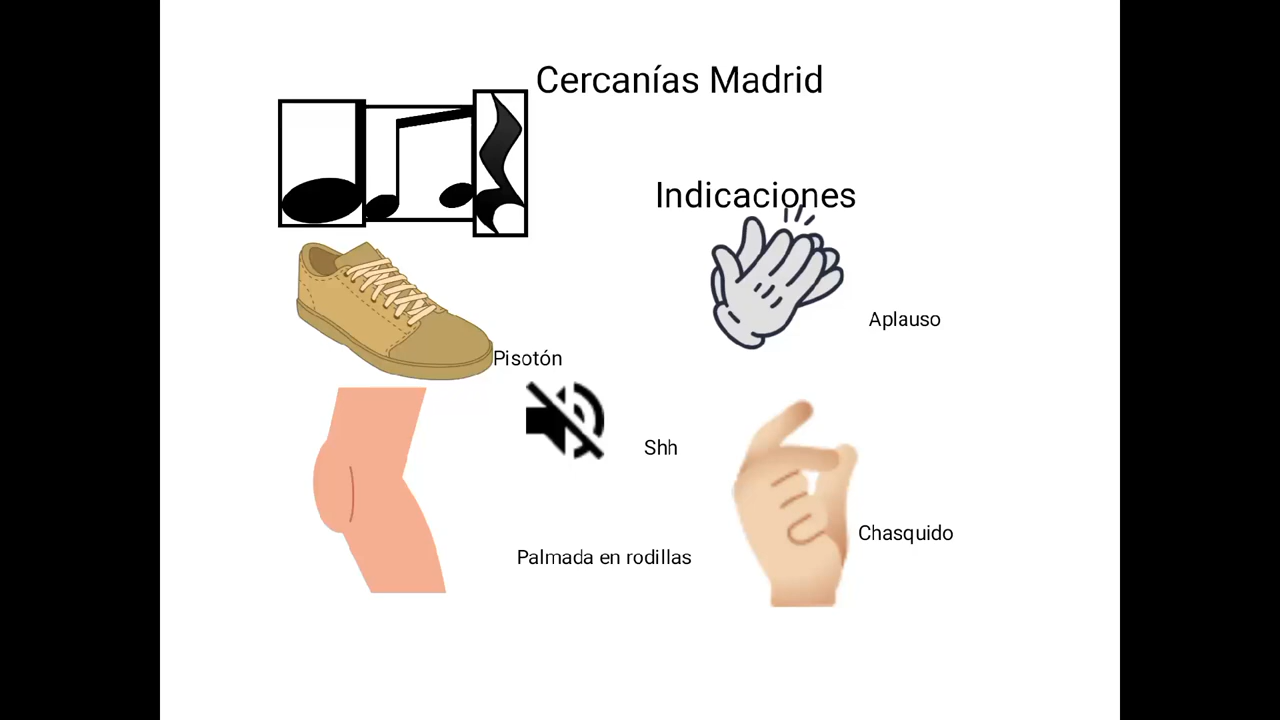 Cercanías Madrid
Indicaciones
Aplauso
Pisotón
Shh
Chasquido
Palmada en rodillas